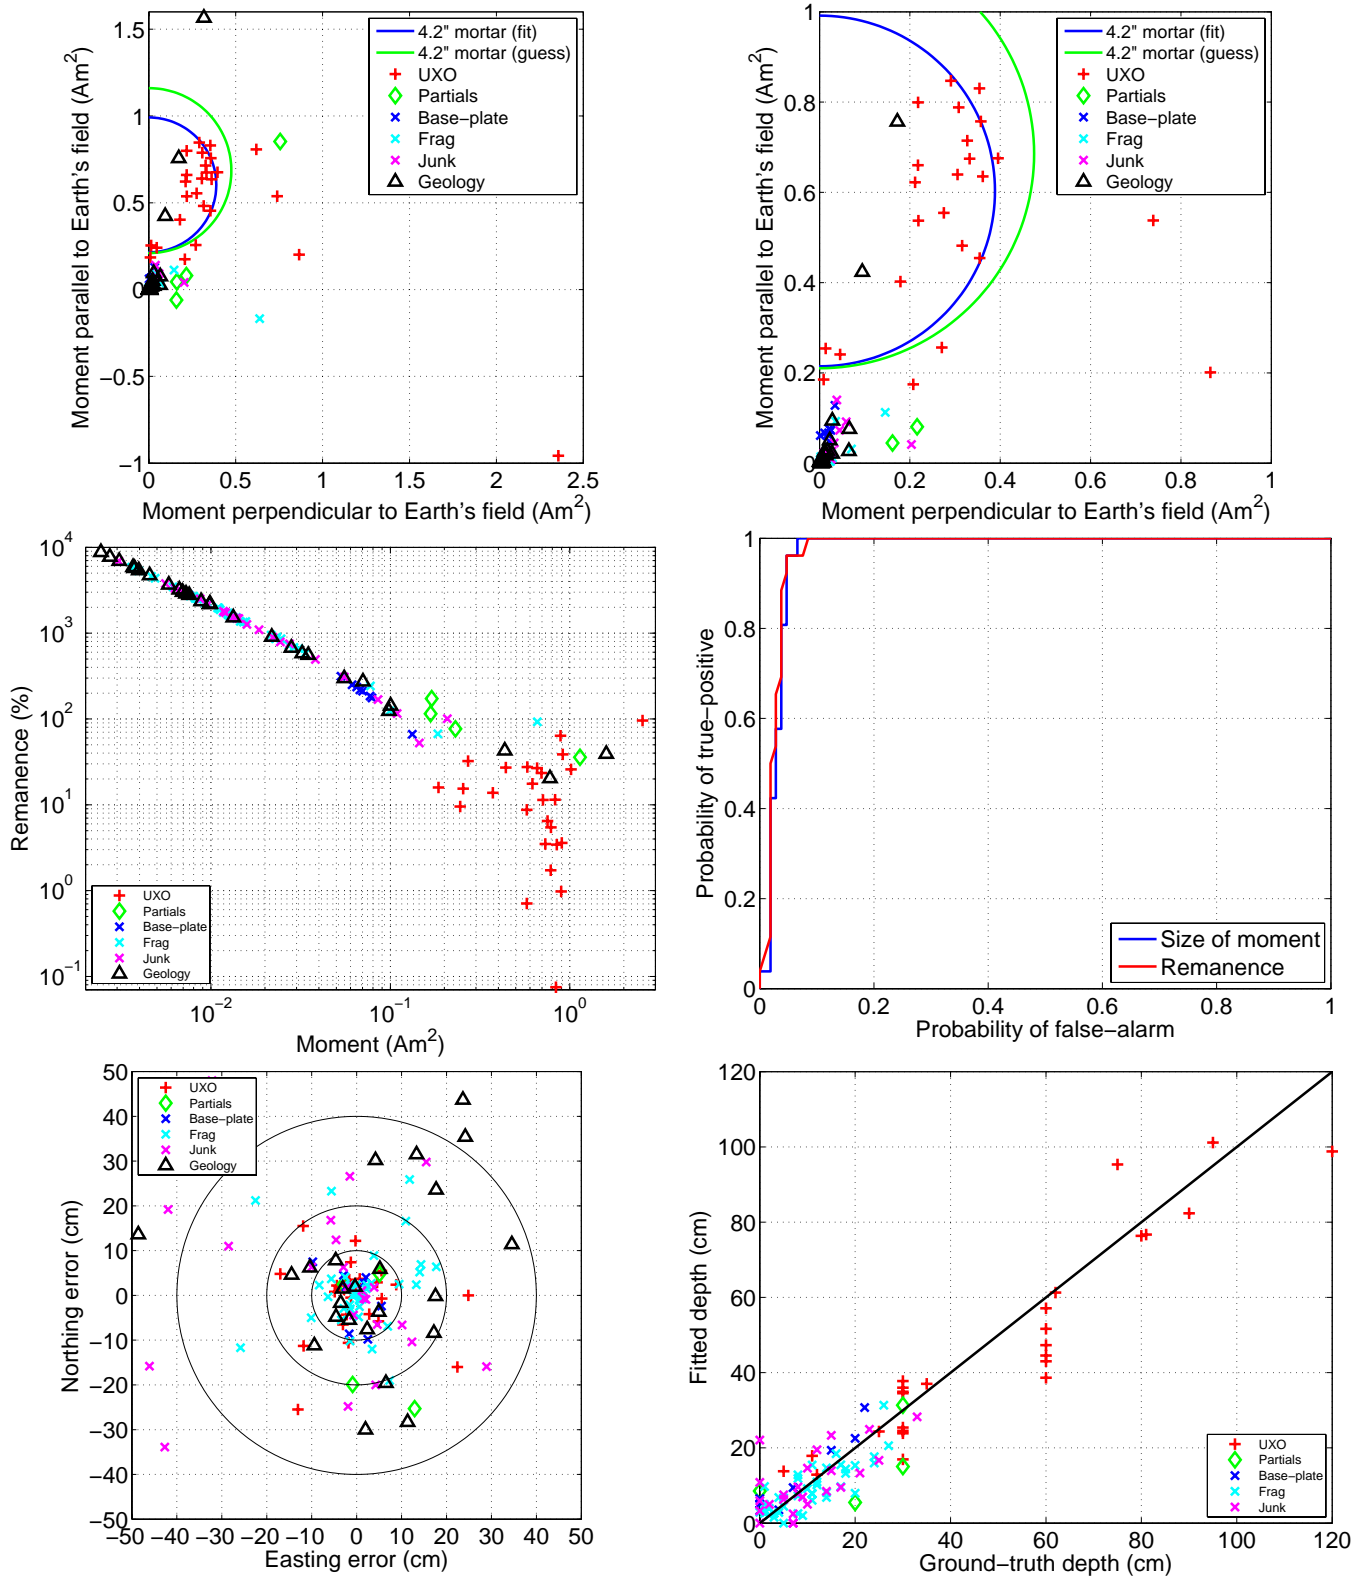 Moment parallel to Earth's field (Am²)
1.5
1
0.5
0
−0.5
−1
0
0.5
1
1.5
2
2.5
Moment perpendicular to Earth's field (Am²)
4.2" mortar (fit)
4.2" mortar (guess)
UXO
Partials
Base−plate
Frag
Junk
Geology
Moment parallel to Earth's field (Am²)
1
0.8
0.6
0.4
0.2
0
0
0.2
0.4
0.6
0.8
1
Moment perpendicular to Earth's field (Am²)
4.2" mortar (fit)
4.2" mortar (guess)
UXO
Partials
Base−plate
Frag
Junk
Geology
Remanence (%)
10⁴
10³
10²
10¹
10⁰
10⁻¹
10⁻²
10⁻¹
10⁰
Moment (Am²)
UXO
Partials
Base−plate
Frag
Junk
Geology
Probability of true−positive
1
0.8
0.6
0.4
0.2
0
0
0.2
0.4
0.6
0.8
1
Probability of false−alarm
Size of moment
Remanence
Northing error (cm)
50
40
30
20
10
0
−10
−20
−30
−40
−50
−50
−40
−30
−20
−10
0
10
20
30
40
50
Easting error (cm)
UXO
Partials
Base−plate
Frag
Junk
Geology
Fitted depth (cm)
120
100
80
60
40
20
0
0
20
40
60
80
100
120
Ground−truth depth (cm)
UXO
Partials
Base−plate
Frag
Junk